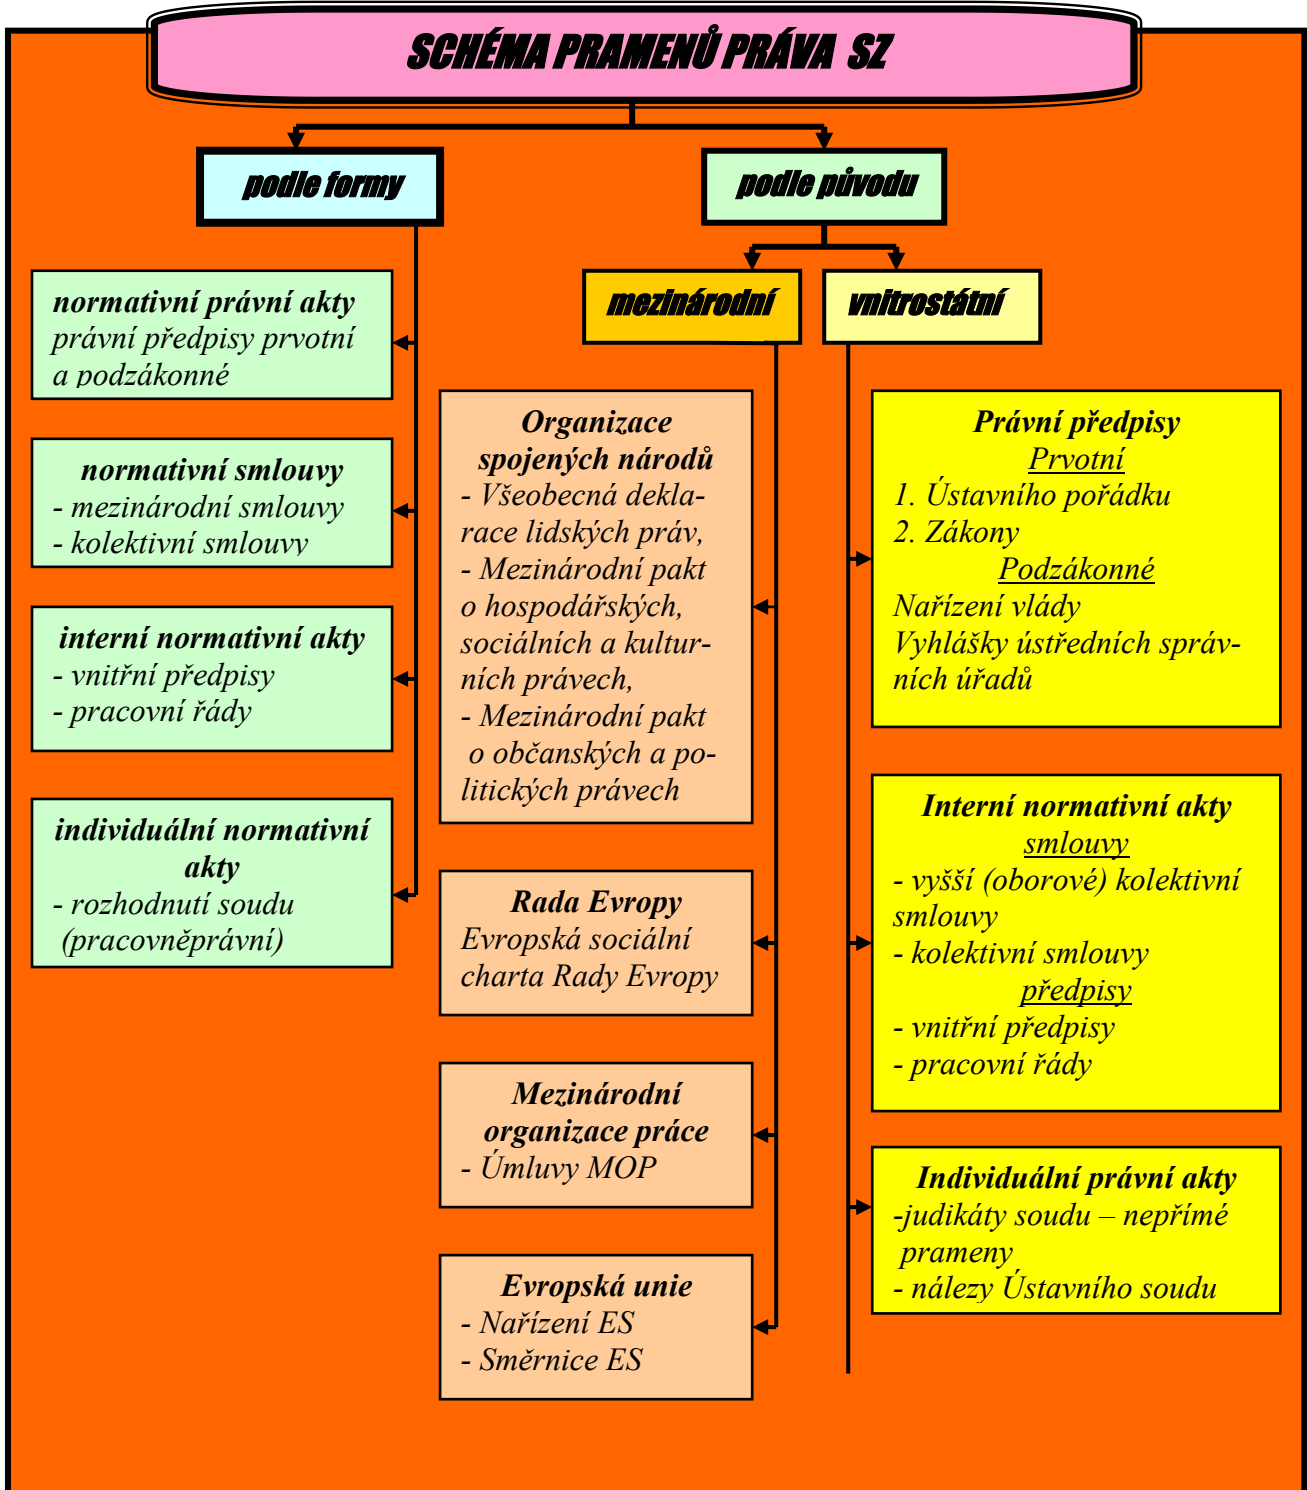 SCHÉMA PRAMENŮ PRÁVA SZ
podle formy
podle původu
mezinárodní
vnitrostátní
normativní právní akty
právní předpisy prvotní
a podzákonné
normativní smlouvy
- mezinárodní smlouvy
- kolektivní smlouvy
interní normativní akty
- vnitřní předpisy
- pracovní řády
individuální normativní
akty
- rozhodnutí soudu
(pracovněprávní)
Organizace
spojených národů
- Všeobecná dekla-
race lidských práv,
- Mezinárodní pakt
o hospodářských,
sociálních a kultur-
ních právech,
- Mezinárodní pakt
o občanských a po-
litických právech
Rada Evropy
Evropská sociální
charta Rady Evropy
Mezinárodní
organizace práce
- Úmluvy MOP
Evropská unie
- Nařízení ES
- Směrnice ES
Právní předpisy
Prvotní
1. Ústavního pořádku
2. Zákony
Podzákonné
Nařízení vlády
Vyhlášky ústředních správ-
ních úřadů
Interní normativní akty
smlouvy
- vyšší (oborové) kolektivní
smlouvy
- kolektivní smlouvy
předpisy
- vnitřní předpisy
- pracovní řády
Individuální právní akty
-judikáty soudu – nepřímé
prameny
- nálezy Ústavního soudu